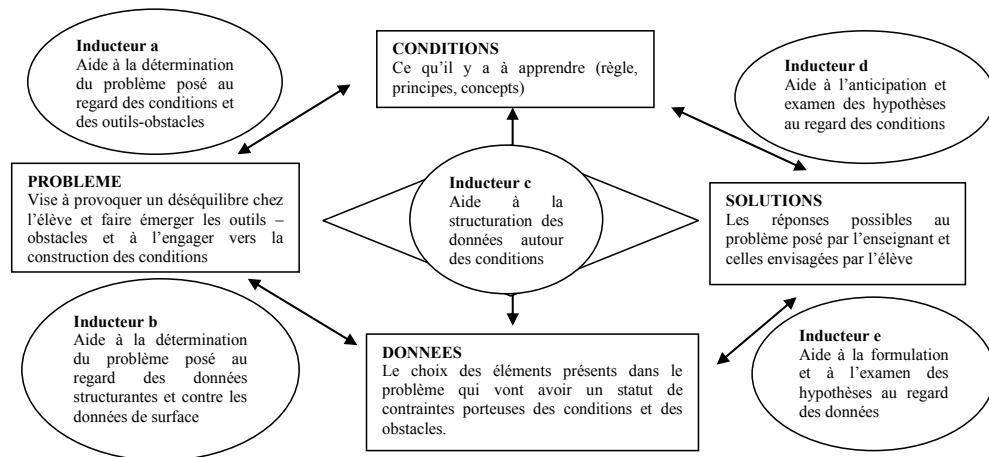 Inducteur a
Aide à la détermination
du problème posé au
regard des conditions et
des outils-obstacles
CONDITIONS
Ce qu'il y a à apprendre (règle,
principes, concepts)
Inducteur d
Aide à l'anticipation et
examen des hypothèses
au regard des conditions
PROBLEME
Vise à provoquer un déséquilibre chez
l'élève et faire émerger les outils –
obstacles et à l'engager vers la
construction des conditions
Inducteur c
Aide à la
structuration des
données autour
des conditions
SOLUTIONS
Les réponses possibles au
problème posé par l'enseignant et
celles envisagées par l'élève
Inducteur b
Aide à la détermination
du problème posé au
regard des données
structurantes et contre les
données de surface
DONNEES
Le choix des éléments présents dans le
problème qui vont avoir un statut de
contraintes porteuses des conditions et des
obstacles.
Inducteur e
Aide à la formulation
et à l'examen des
hypothèses au regard
des données